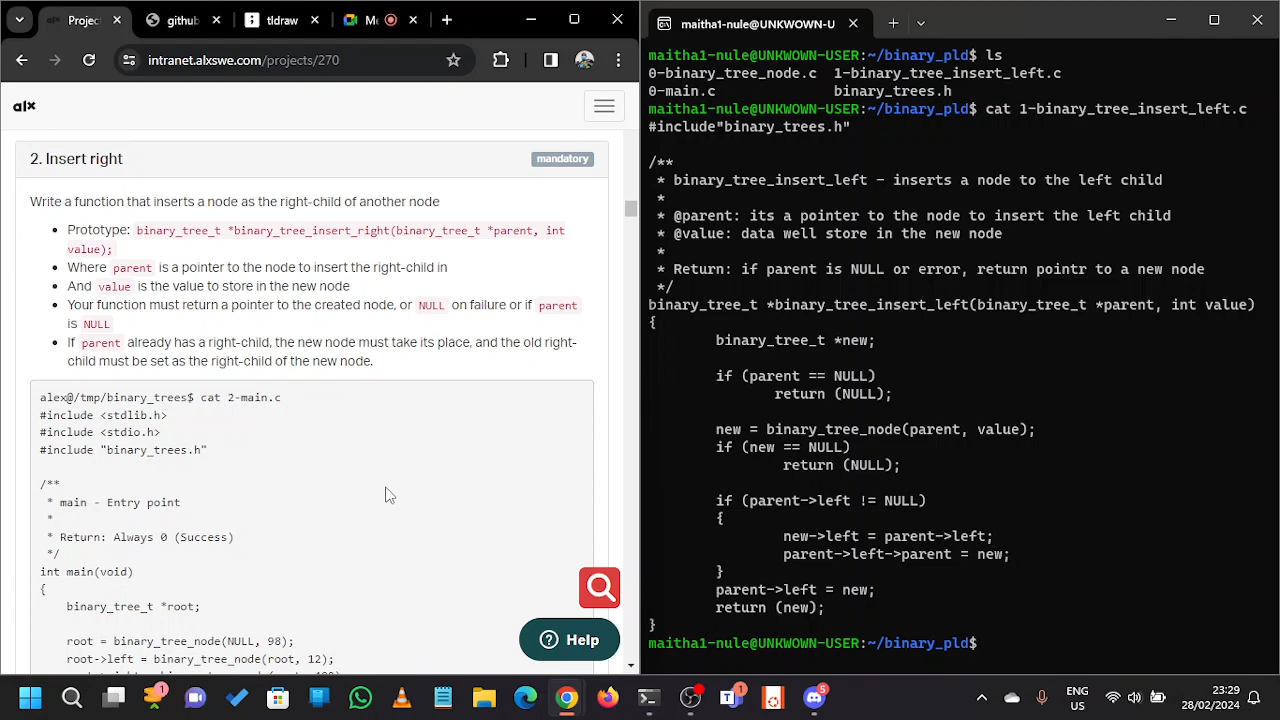 Projec
github
tldraw
M
intranet.alxswe.com/projects/270
alx
2. Insert right
mandatory
Write a function that inserts a node as the right-child of another node
Prototype: binary_tree_t *binary_tree_insert_right(binary_tree_t *parent, int
value);
Where parent is a pointer to the node to insert the right-child in
And value is the value to store in the new node
Your function must return a pointer to the created node, or NULL on failure or if parent
is NULL
If parent already has a right-child, the new node must take its place, and the old right-
child must be set as the right-child of the new node.
alex@/tmp/binary_trees$ cat 2-main.c
#include <stdlib.h>
#include <stdio.h>
#include "binary_trees.h"
/**
* main - Entry point
*
* Return: Always 0 (Success)
*/
int main(void)
{
binary_tree_t *root;
root = binary_tree_node(NULL, 98);
root->left = binary_tree_node(root, 12);
Help
maitha1-nule@UNKWOWN-U
maitha1-nule@UNKWOWN-USER:~/binary_pld$ ls
0-binary_tree_node.c 1-binary_tree_insert_left.c
0-main.c binary_trees.h
maitha1-nule@UNKWOWN-USER:~/binary_pld$ cat 1-binary_tree_insert_left.c
#include"binary_trees.h"
/**
* binary_tree_insert_left - inserts a node to the left child
*
* @parent: its a pointer to the node to insert the left child
* @value: data well store in the new node
*
* Return: if parent is NULL or error, return pointr to a new node
*/
binary_tree_t *binary_tree_insert_left(binary_tree_t *parent, int value)
{
binary_tree_t *new;
if (parent == NULL)
return (NULL);
new = binary_tree_node(parent, value);
if (new == NULL)
return (NULL);
if (parent->left != NULL)
{
new->left = parent->left;
parent->left->parent = new;
}
parent->left = new;
return (new);
}
maitha1-nule@UNKWOWN-USER:~/binary_pld$
1
1
5
ENG
US
23:29
28/02/2024